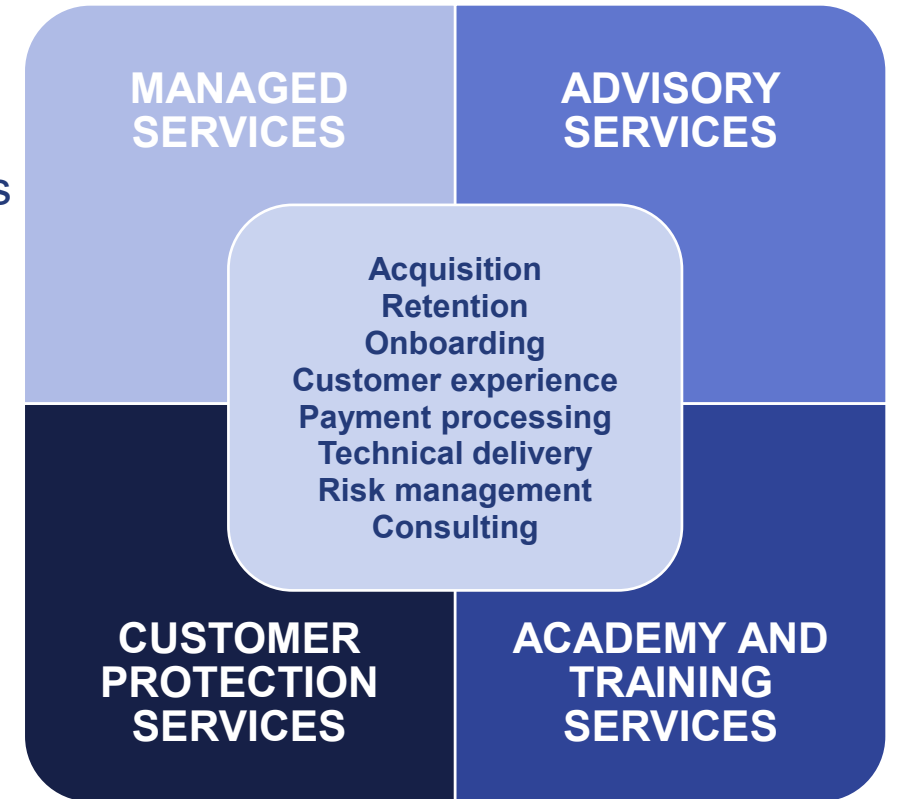 MANAGED
SERVICES
ADVISORY
SERVICES
s
Acquisition
Retention
Onboarding
Customer experience
Payment processing
Technical delivery
Risk management
Consulting
CUSTOMER
PROTECTION
SERVICES
ACADEMY AND
TRAINING
SERVICES